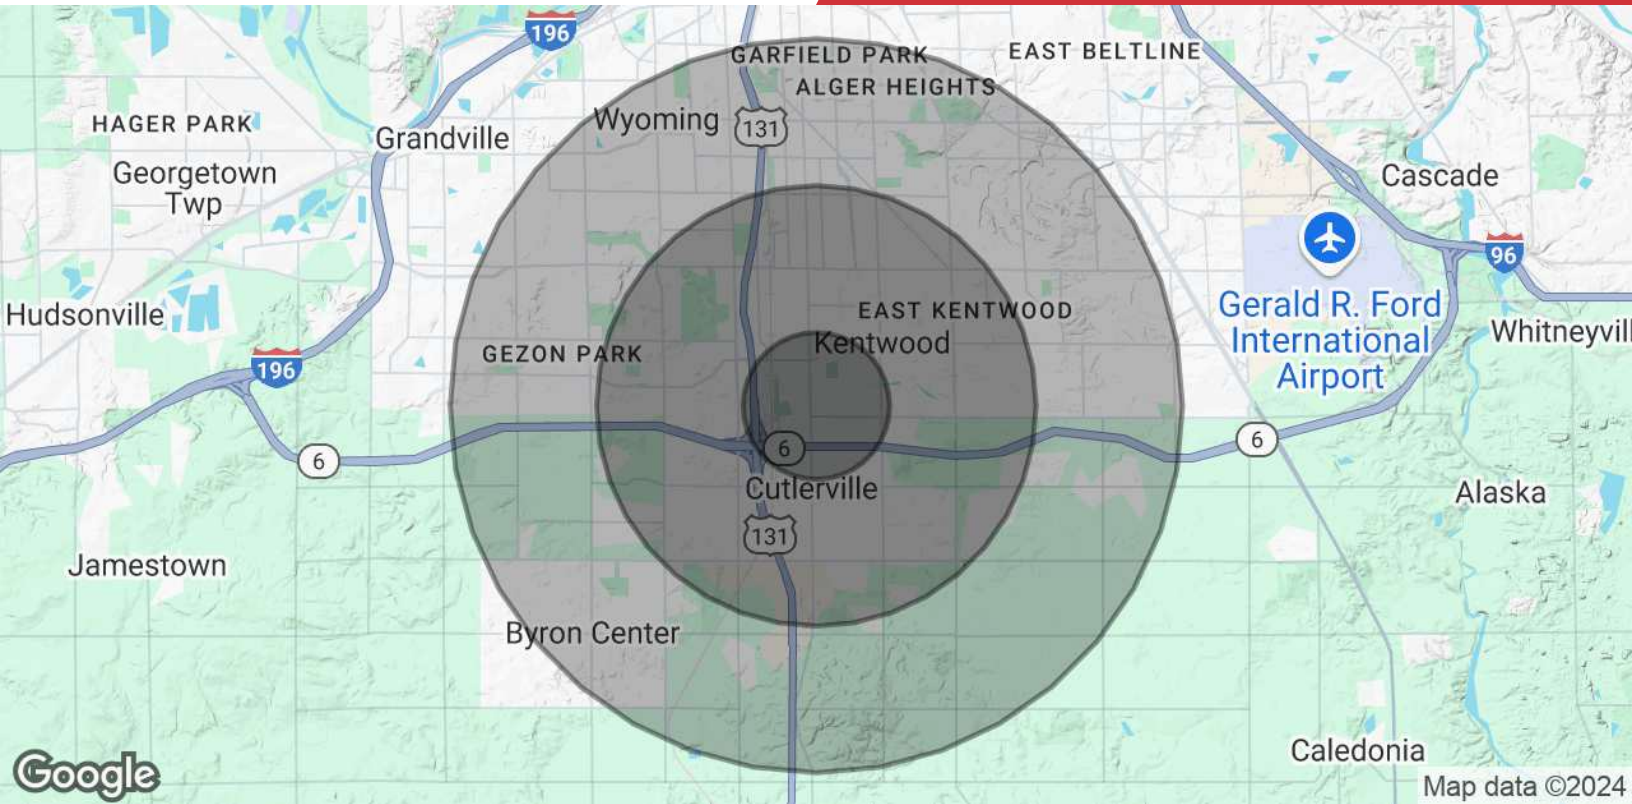 196
GARFIELD PARK
EAST BELTLINE
ALGER HEIGHTS
HAGER PARK
Wyoming
131
Grandville
Georgetown
Twp
Cascade
96
Hudsonville
EAST KENTWOOD
Gerald R. Ford
International
Airport
Kentwood
Whitneyvill
GEZON PARK
196
6
6
6
Cutlerville
Alaska
131
Jamestown
Byron Center
Caledonia
Google
Map data ©2024